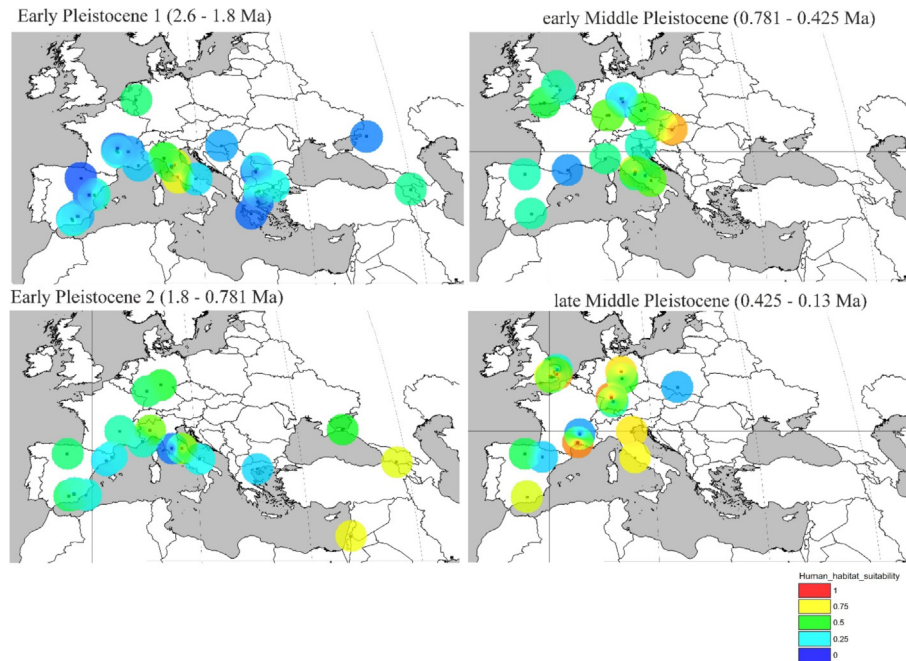 Early Pleistocene 1 (2.6 - 1.8 Ma)
early Middle Pleistocene (0.781 - 0.425 Ma)
Early Pleistocene 2 (1.8 - 0.781 Ma)
late Middle Pleistocene (0.425 - 0.13 Ma)
Human_habitat_suitability
1
0.75
0.5
0.25
0